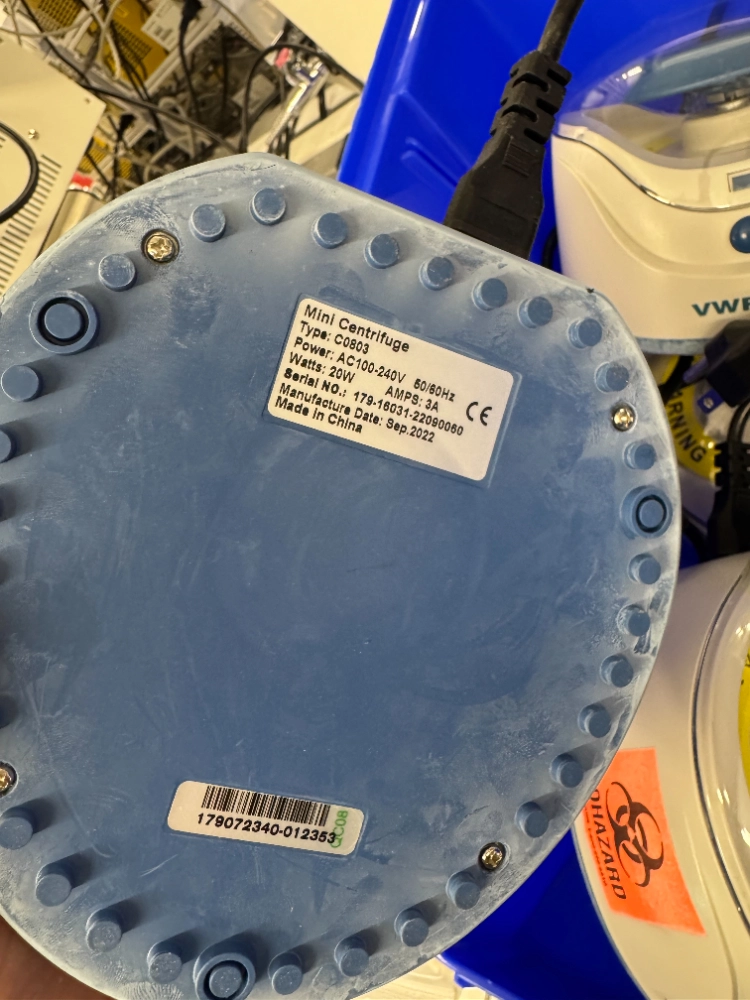 Mini Centrifuge
Type: C0803
Power: AC100-240V 50/60Hz
Watts: 20W AMPS: 3A
Serial NO.: 179-16031-22090060
Manufacture Date: Sep.2022
Made in China
CE
179072340-012353
QC08
VWR
WARNING
BIOHAZARD